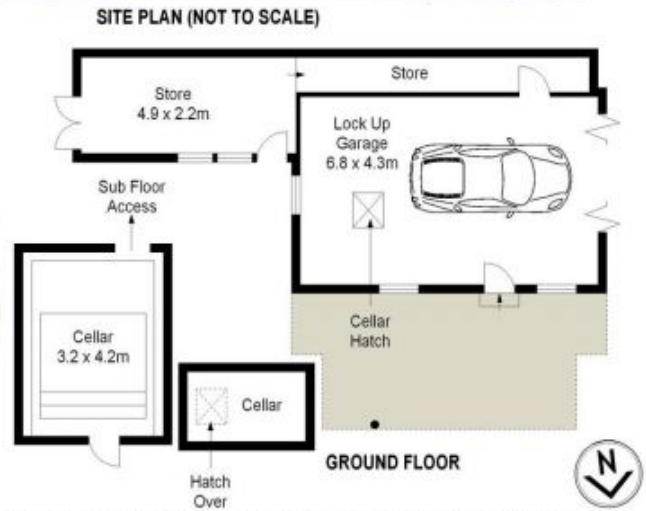 SITE PLAN (NOT TO SCALE)
Store
4.9 x 2.2m
Store
Lock Up
Garage
6.8 x 4.3m
Sub Floor
Access
Cellar
3.2 x 4.2m
Cellar
Hatch
Cellar
Hatch
Over
GROUND FLOOR
N